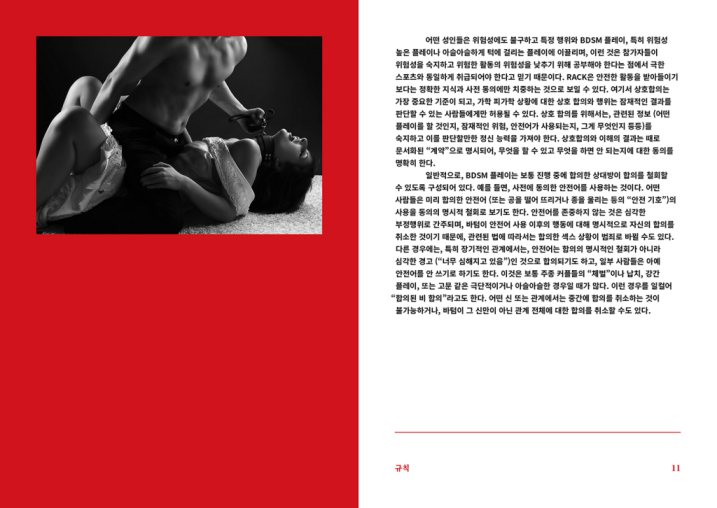 어떤 성인들은 위험성에도 불구하고 특정 행위와 BDSM 플레이, 특히 위험성
높은 플레이나 아슬아슬하게 턱에 걸리는 플레이에 이끌리며, 이런 것은 참가자들이
위험성을 숙지하고 위험한 활동의 위험성을 낮추기 위해 공부해야 한다는 점에서 극한
스포츠와 동일하게 취급되어야 한다고 믿기 때문이다. RACK은 안전한 활동을 받아들이기
보다는 정확한 지식과 사전 동의에만 치중하는 것으로 보일 수 있다. 여기서 상호합의는
가장 중요한 기준이 되고, 가학 피가학 상황에 대한 상호 합의와 행위는 잠재적인 결과를
판단할 수 있는 사람들에게만 허용될 수 있다. 상호 합의를 위해서는, 관련된 정보 (어떤
플레이를 할 것인지, 잠재적인 위험, 안전어가 사용되는지, 그게 무엇인지 등등)를
숙지하고 이를 판단할만한 정신 능력을 가져야 한다. 상호합의와 이해의 결과는 때로
문서화된 “계약”으로 명시되어, 무엇을 할 수 있고 무엇을 하면 안 되는지에 대한 동의를
명확히 한다.
일반적으로, BDSM 플레이는 보통 진행 중에 합의한 상대방이 합의를 철회할
수 있도록 구성되어 있다. 예를 들면, 사전에 동의한 안전어를 사용하는 것이다. 어떤
사람들은 미리 합의한 안전어 (또는 공을 떨어 뜨리거나 종을 울리는 등의 “안전 기호”)의
사용을 동의의 명시적 철회로 보기도 한다. 안전어를 존중하지 않는 것은 심각한
부정행위로 간주되며, 바텀이 안전어 사용 이후의 행동에 대해 명시적으로 자신의 합의를
취소한 것이기 때문에, 관련된 법에 따라서는 합의한 섹스 상황이 범죄로 바뀔 수도 있다.
다른 경우에는, 특히 장기적인 관계에서는, 안전어는 합의의 명시적인 철회가 아니라
심각한 경고 (“너무 심해지고 있음”)인 것으로 합의되기도 하고, 일부 사람들은 아예
안전어를 안 쓰기로 하기도 한다. 이것은 보통 주종 커플들의 “체벌”이나 납치, 강간
플레이, 또는 고문 같은 극단적이거나 아슬아슬한 경우일 때가 많다. 이런 경우를 일컬어
“합의된 비 합의”라고도 한다. 어떤 신 또는 관계에서는 중간에 합의를 취소하는 것이
불가능하거나, 바텀이 그 신만이 아닌 관계 전체에 대한 합의를 취소할 수도 있다.
규칙
11